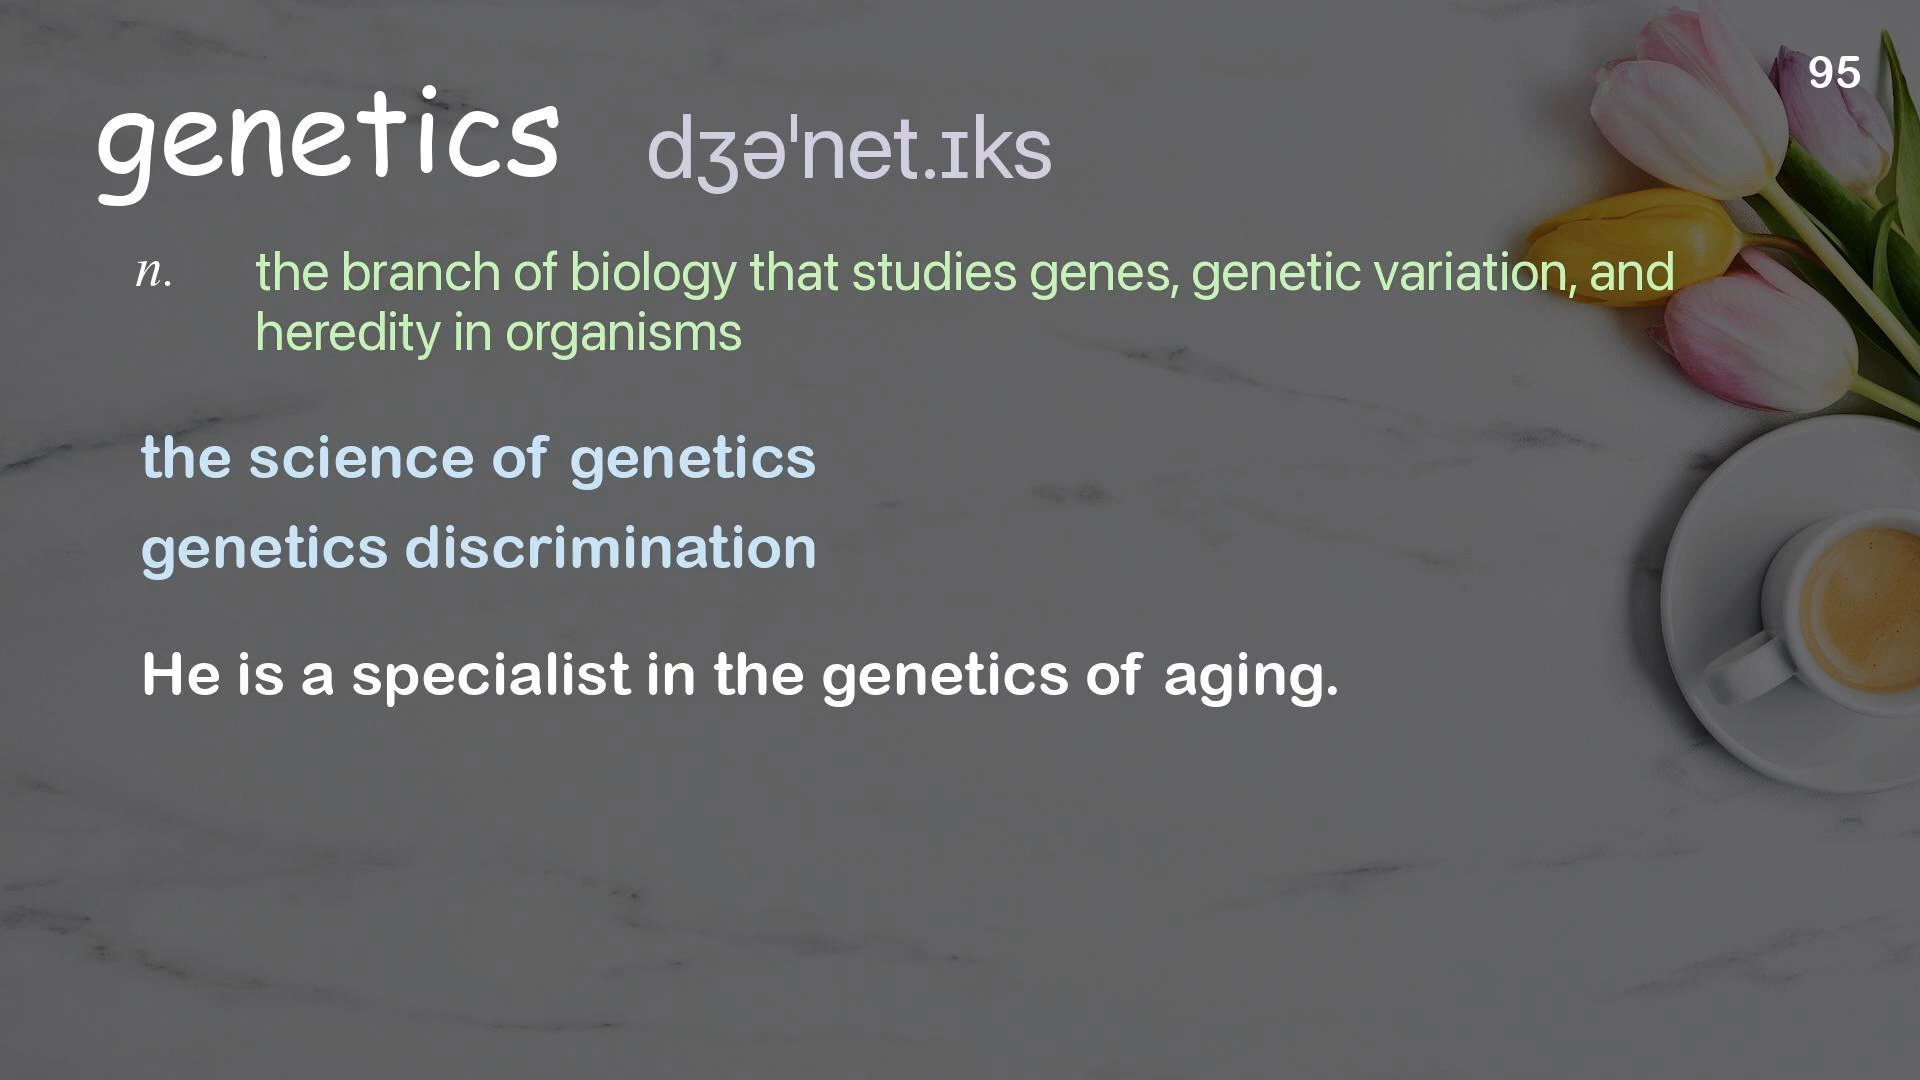 95
genetics dʒəˈnet.ɪks
n. the branch of biology that studies genes, genetic variation, and
heredity in organisms
the science of genetics
genetics discrimination
He is a specialist in the genetics of aging.